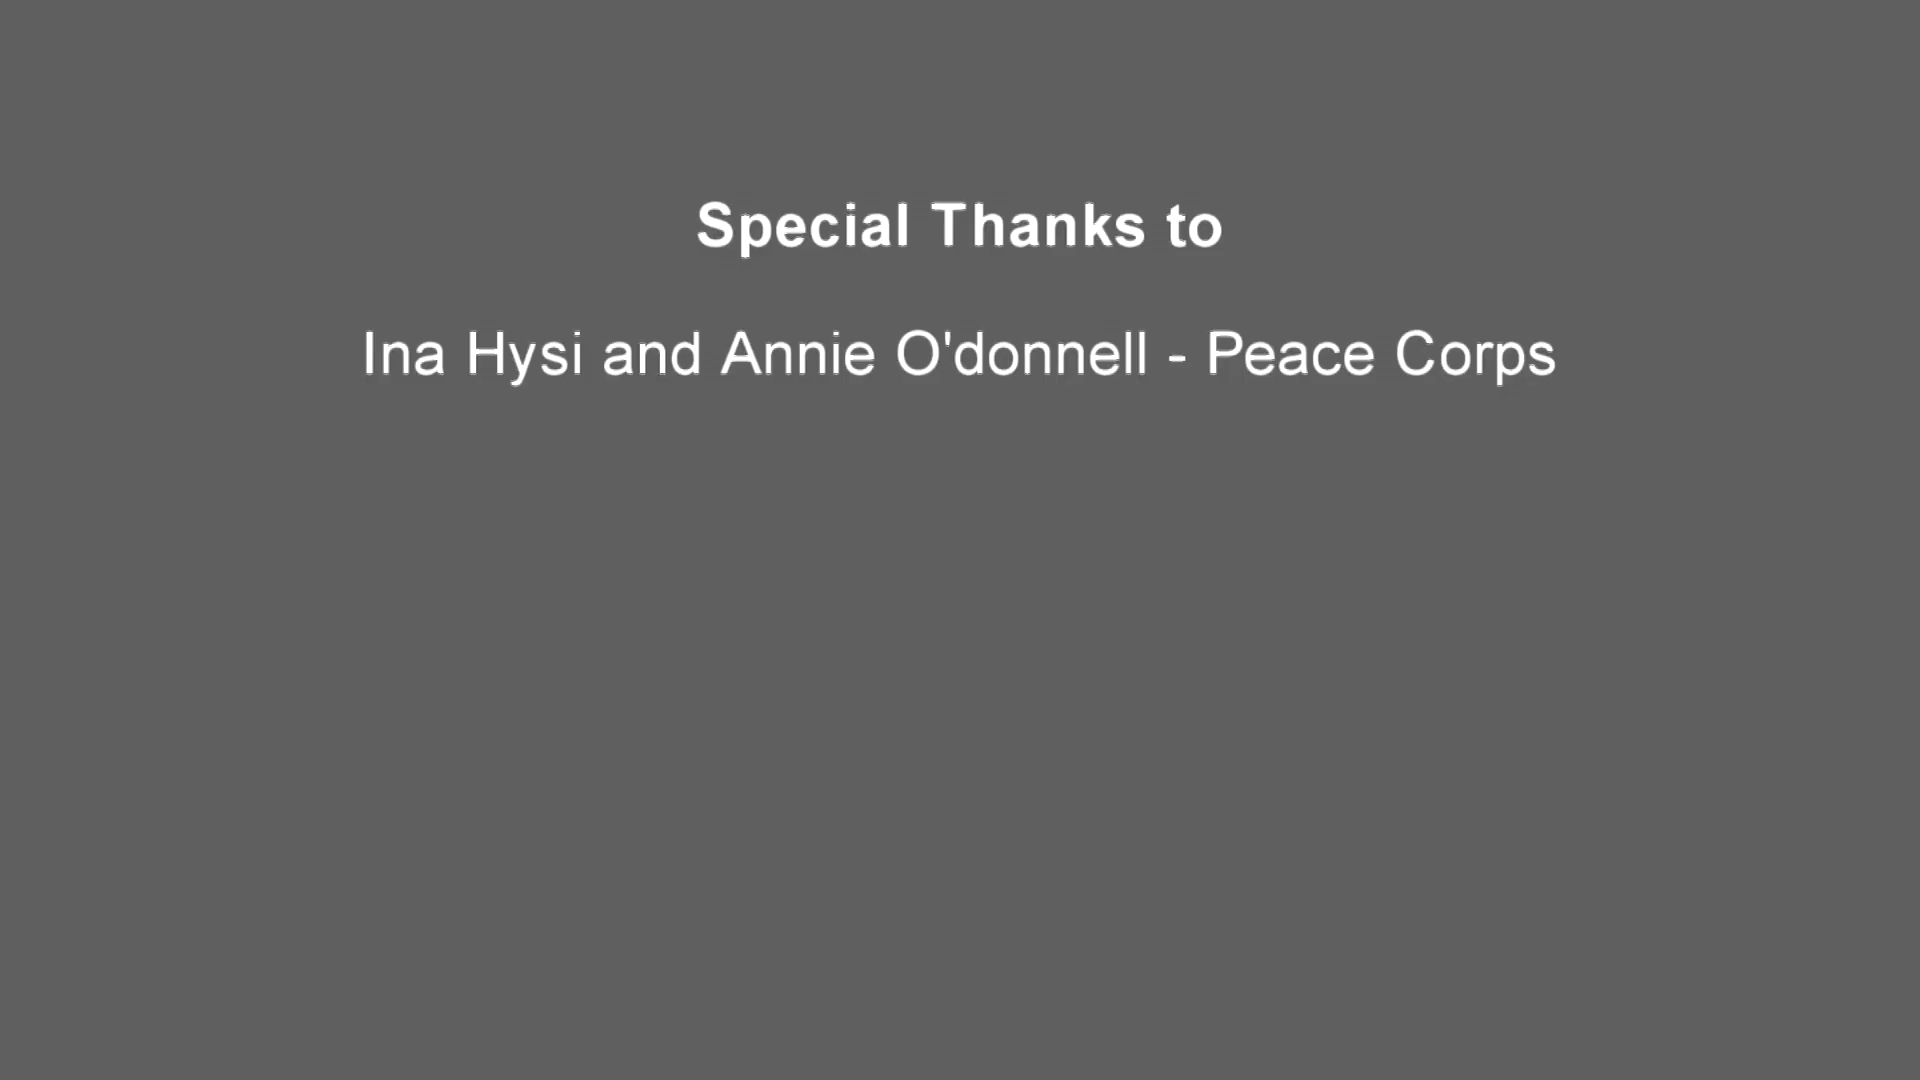 Special Thanks to
Ina Hysi and Annie O'donnell - Peace Corps